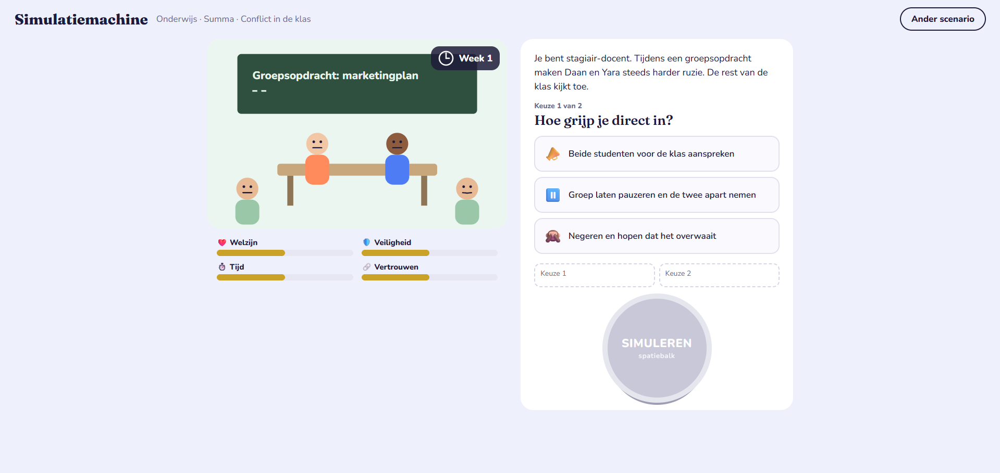 Simulatiemachine
Onderwijs · Summa · Conflict in de klas
Ander scenario
Week 1
Groepsopdracht: marketingplan
– –
Welzijn
Veiligheid
Tijd
Vertrouwen
Je bent stagiair-docent. Tijdens een groepsopdracht
maken Daan en Yara steeds harder ruzie. De rest van de
klas kijkt toe.
Keuze 1 van 2
Hoe grijp je direct in?
Beide studenten voor de klas aanspreken
Groep laten pauzeren en de twee apart nemen
Negeren en hopen dat het overwaait
Keuze 1
Keuze 2
SIMULEREN
spatiebalk